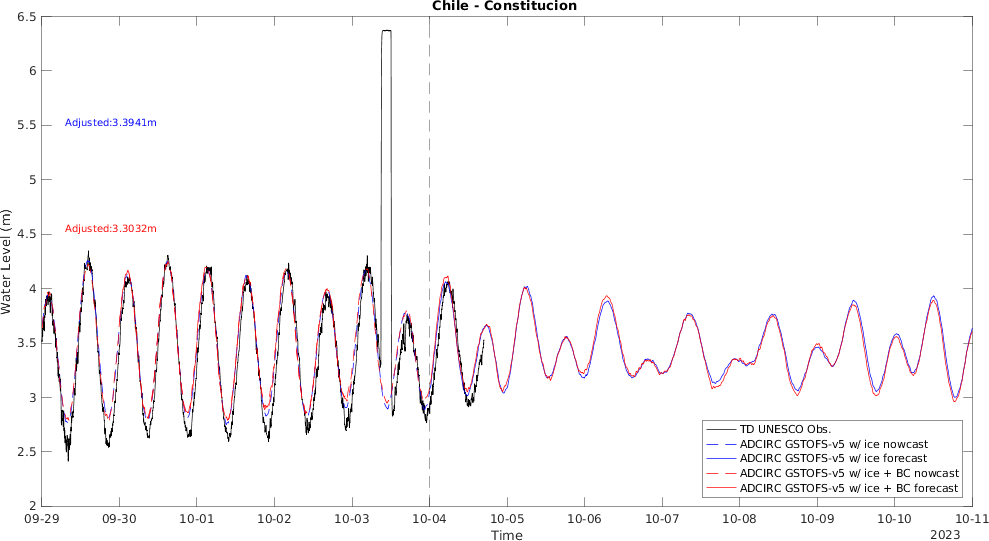 Chile - Constitucion
6.5
6
5.5
5
4.5
4
3.5
3
2.5
2
Water Level (m)
Adjusted:3.3941m
Adjusted:3.3032m
TD UNESCO Obs.
ADCIRC GSTOFS-v5 w/ ice nowcast
ADCIRC GSTOFS-v5 w/ ice forecast
ADCIRC GSTOFS-v5 w/ ice + BC nowcast
ADCIRC GSTOFS-v5 w/ ice + BC forecast
09-29 09-30 10-01 10-02 10-03 10-04 10-05 10-06 10-07 10-08 10-09 10-10 10-11
Time
2023